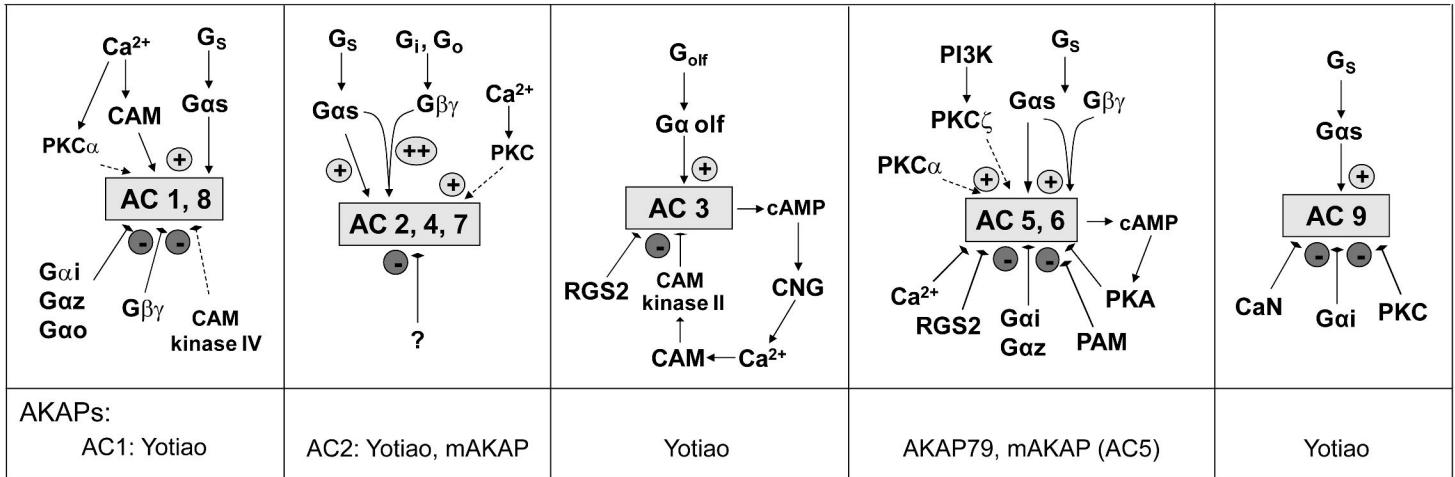 Ca²⁺
Gs
CAM
Gαs
PKCα
+
AC 1, 8
-
-
Gαi
Gαz
Gαo
Gβγ
CAM
kinase IV
Gs
Gi, Go
Gαs
Gβγ
Ca²⁺
PKC
+
++
+
AC 2, 4, 7
-
?
Golf
Gα olf
+
AC 3
cAMP
-
RGS2
CAM
kinase II
CNG
CAM
Ca²⁺
PI3K
Gs
PKCζ
Gαs
Gβγ
PKCα
+
+
AC 5, 6
cAMP
-
-
Ca²⁺
RGS2
Gαi
Gαz
PAM
PKA
Gs
Gαs
+
AC 9
-
-
CaN
Gαi
PKC
AKAPs:
AC1: Yotiao
AC2: Yotiao, mAKAP
Yotiao
AKAP79, mAKAP (AC5)
Yotiao